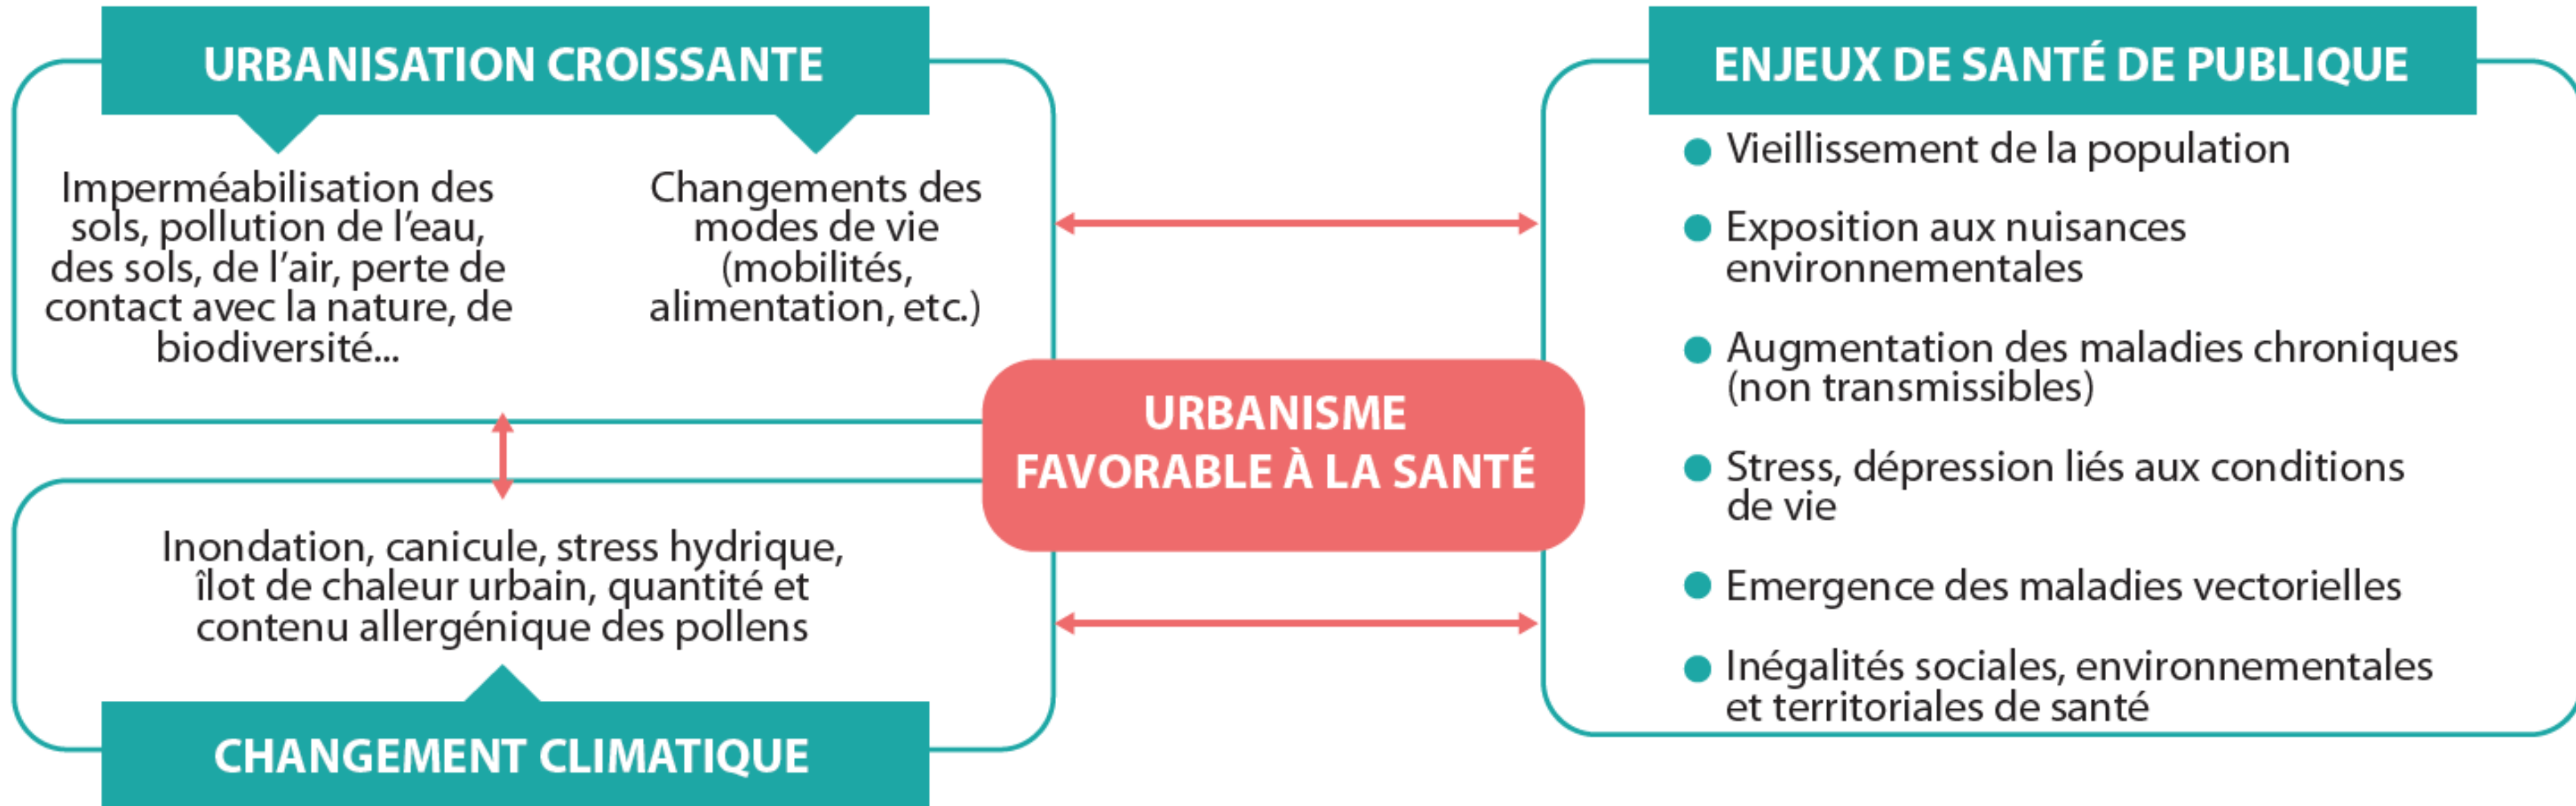 URBANISATION CROISSANTE
Imperméabilisation des
sols, pollution de l'eau,
des sols, de l'air, perte de
contact avec la nature, de
biodiversité...
Changements des
modes de vie
(mobilités,
alimentation, etc.)
URBANISME
FAVORABLE À LA SANTÉ
Inondation, canicule, stress hydrique,
îlot de chaleur urbain, quantité et
contenu allergénique des pollens
CHANGEMENT CLIMATIQUE
ENJEUX DE SANTÉ DE PUBLIQUE
Vieillissement de la population
Exposition aux nuisances
environnementales
Augmentation des maladies chroniques
(non transmissibles)
Stress, dépression liés aux conditions
de vie
Emergence des maladies vectorielles
Inégalités sociales, environnementales
et territoriales de santé